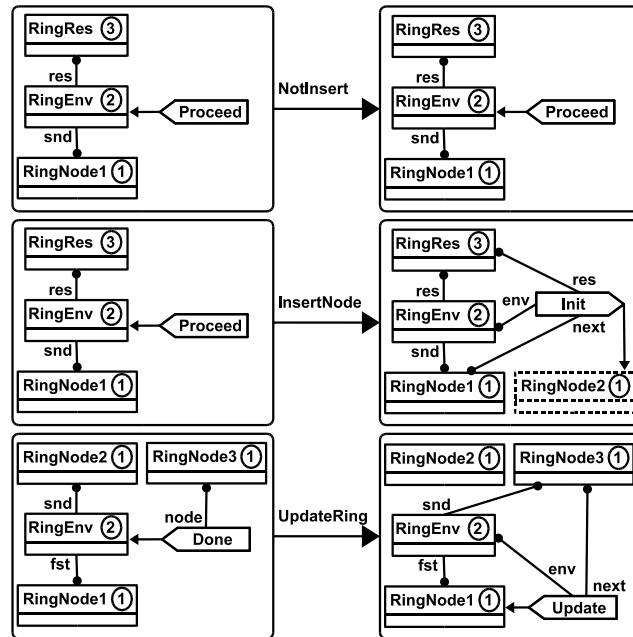 RingRes 3
res
RingEnv 2
Proceed
snd
RingNode1 1
NotInsert
RingRes 3
res
RingEnv 2
Proceed
snd
RingNode1 1
RingRes 3
res
RingEnv 2
Proceed
snd
RingNode1 1
InsertNode
RingRes 3
res
res
env
Init
RingEnv 2
next
snd
RingNode1 1
RingNode2 1
RingNode2 1
RingNode3 1
snd
node
RingEnv 2
Done
fst
RingNode1 1
UpdateRing
RingNode2 1
RingNode3 1
snd
RingEnv 2
fst
env
next
RingNode1 1
Update